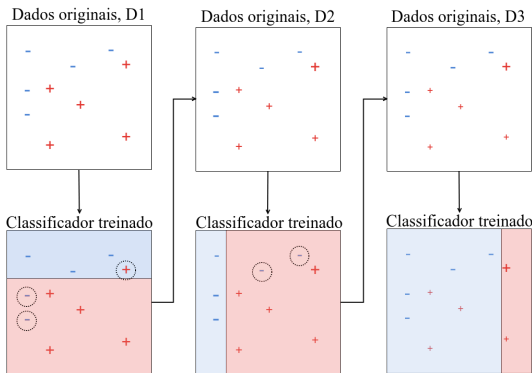 Dados originais, D1
Dados originais, D2
Dados originais, D3
Classificador treinado
Classificador treinado
Classificador treinado